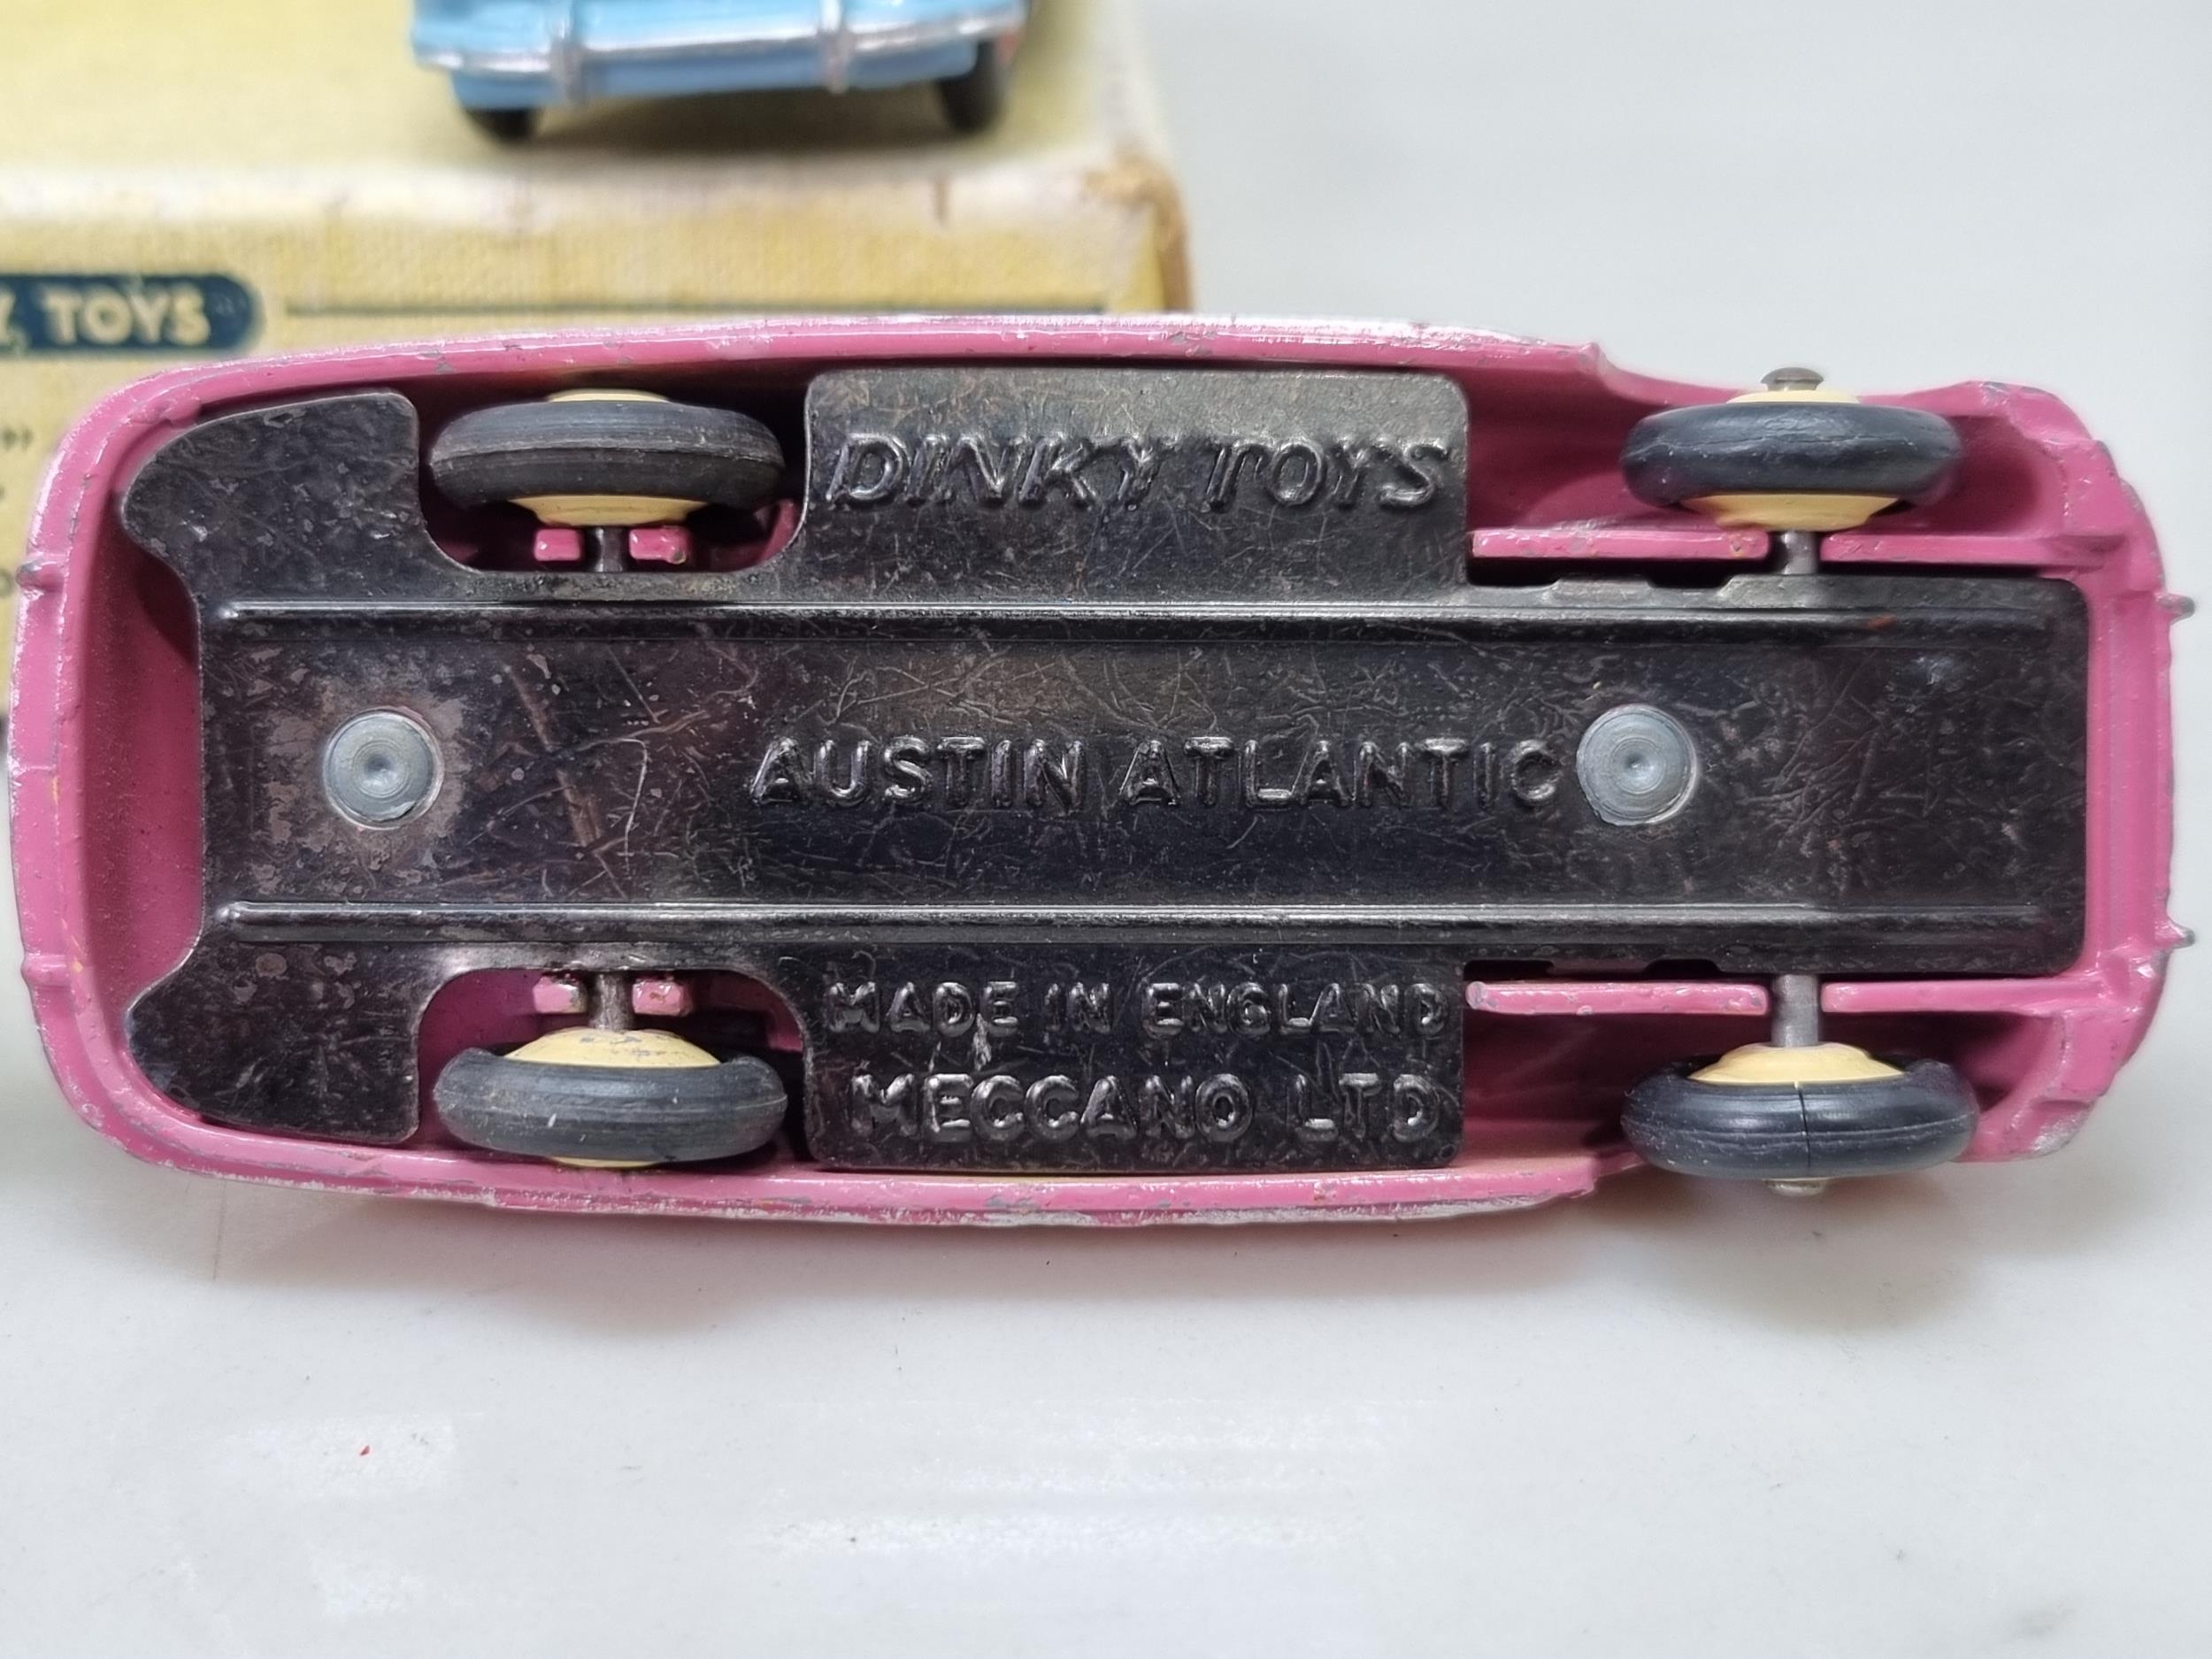 TOYS
DINKY TOYS
AUSTIN ATLANTIC
MADE IN ENGLAND
MECCANO LTD